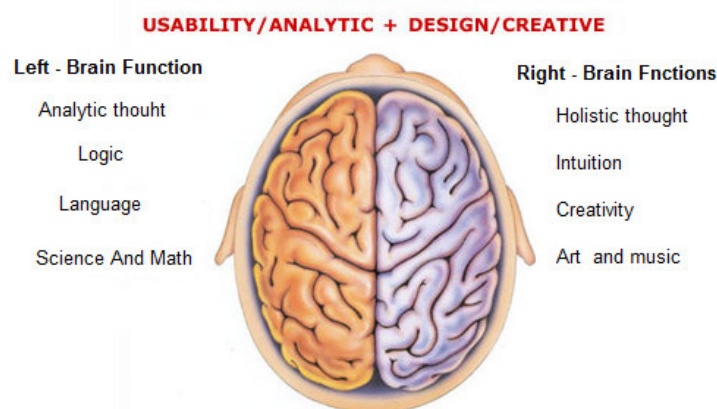 USABILITY/ANALYTIC + DESIGN/CREATIVE
Left - Brain Function
Analytic thouht
Logic
Language
Science And Math
Right - Brain Fnctions
Holistic thought
Intuition
Creativity
Art and music